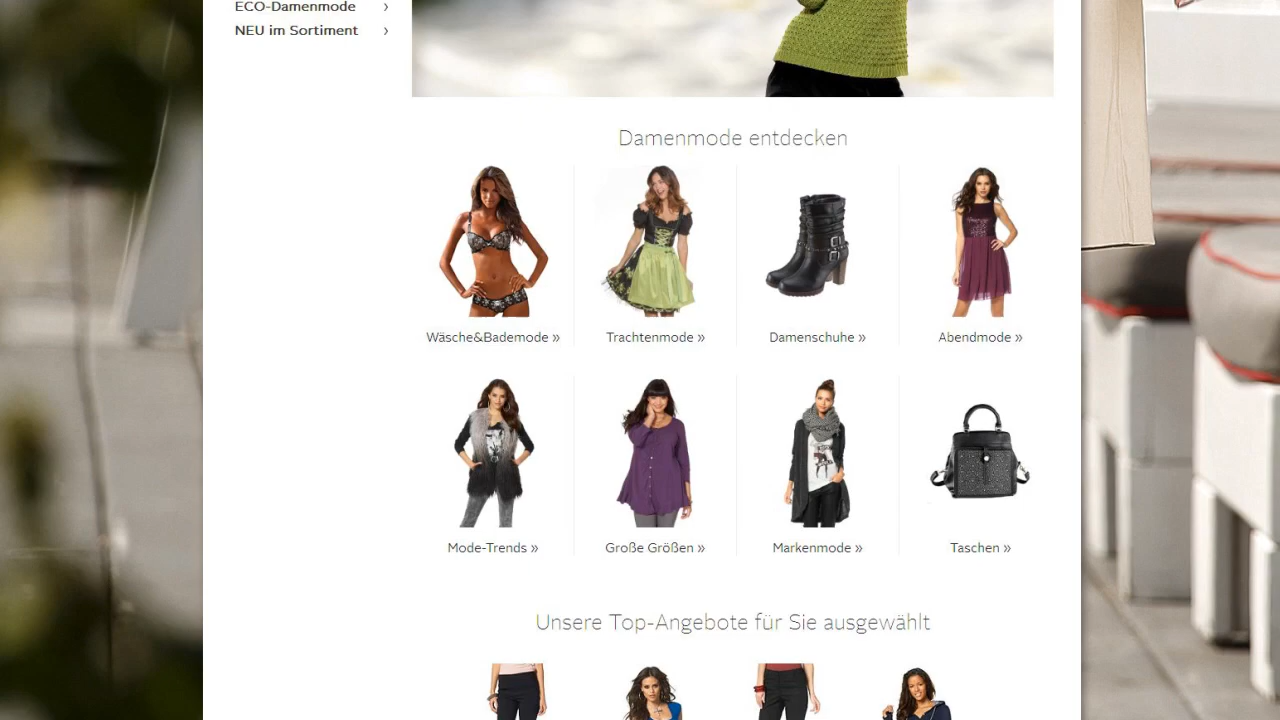 ECO-Damenmode ›
NEU im Sortiment ›
Damenmode entdecken
Wäsche&Bademode »
Trachtenmode »
Damenschuhe »
Abendmode »
Mode-Trends »
Große Größen »
Markenmode »
Taschen »
Unsere Top-Angebote für Sie ausgewählt